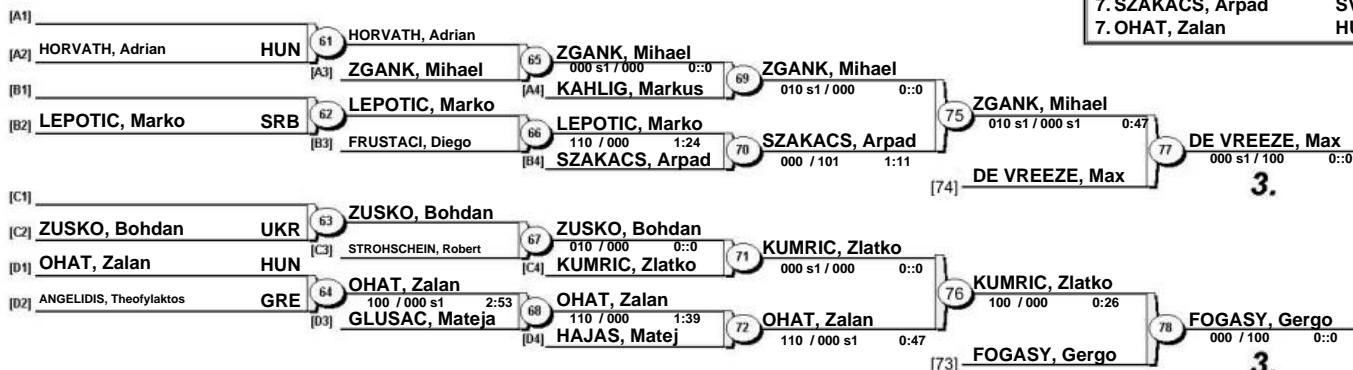 7. SZAKACS, Arpad
7. OHAT, Zalan
[A1]
[A2] HORVATH, Adrian HUN 61 HORVATH, Adrian
[A3] ZGANK, Mihael 65 ZGANK, Mihael
000 s1 / 000 0::0
[A4] KAHLIG, Markus 69 ZGANK, Mihael
010 s1 / 000 0::0
[B1]
[B2] LEPOTIC, Marko SRB 62 LEPOTIC, Marko
[B3] FRUSTACI, Diego 66 LEPOTIC, Marko
110 / 000 1:24
[B4] SZAKACS, Arpad 70 SZAKACS, Arpad
000 / 101 1:11
75 ZGANK, Mihael
010 s1 / 000 s1 0:47
[74] DE VREEZE, Max 77 DE VREEZE, Max
000 s1 / 100 0::0
3.
[C1]
[C2] ZUSKO, Bohdan UKR 63 ZUSKO, Bohdan
[C3] STROHSCHEIN, Robert 67 ZUSKO, Bohdan
010 / 000 0::0
[C4] KUMRIC, Zlatko 71 KUMRIC, Zlatko
000 s1 / 000 0::0
[D1] OHAT, Zalan HUN
[D2] ANGELIDIS, Theofylaktos GRE 64 OHAT, Zalan
100 / 000 s1 2:53
[D3] GLUSAC, Mateja 68 OHAT, Zalan
110 / 000 1:39
[D4] HAJAS, Matej 72 OHAT, Zalan
110 / 000 s1 0:47
76 KUMRIC, Zlatko
100 / 000 0:26
[73] FOGASY, Gergo 78 FOGASY, Gergo
000 / 100 0::0
3.